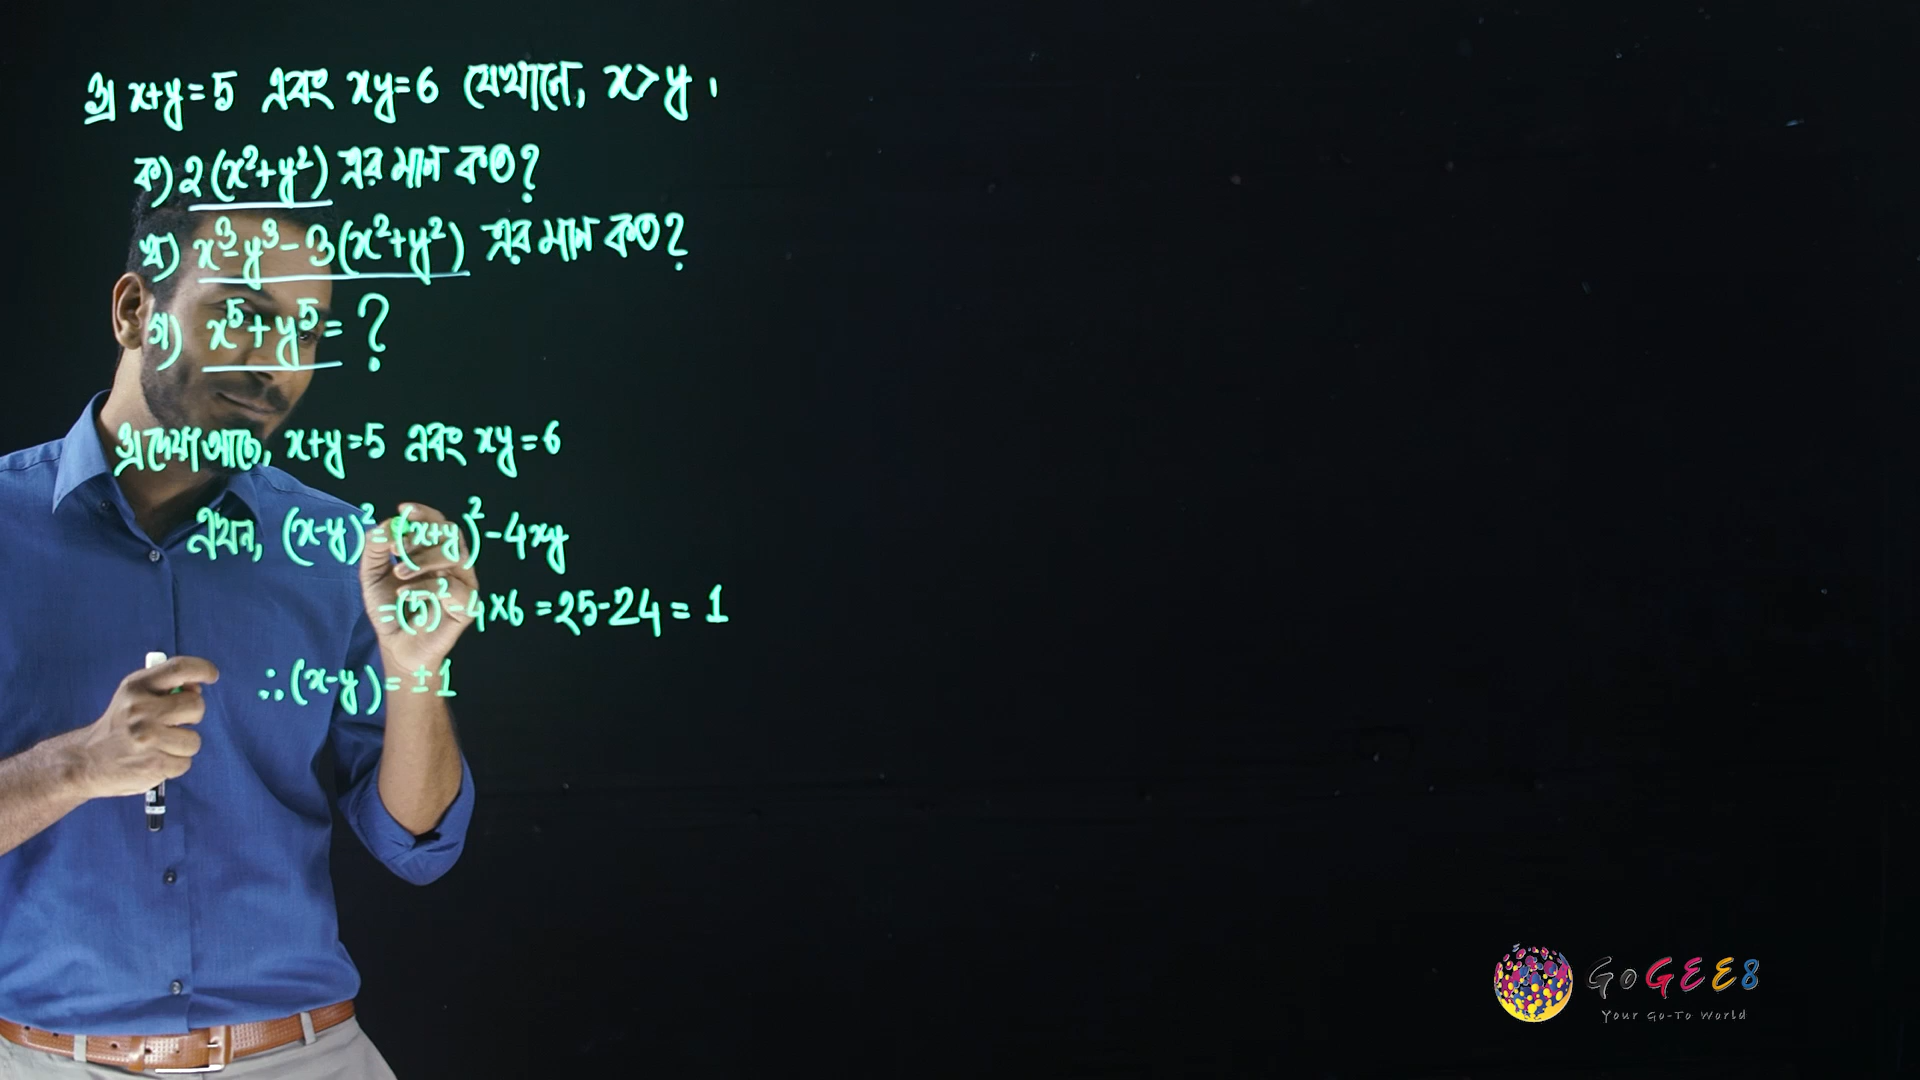 x+y=5 এবং xy=6 যেখানে, x>y ।
ক) 2(x²+y²) এর মান কত?
খ) x³-y³-3(x²+y²) এর মান কত?
গ) x⁵+y⁵= ?
দেওয়া আছে, x+y=5 এবং xy=6
এখন, (x-y)²=(x+y)²-4xy
=(5)²-4×6 =25-24 = 1
∴(x-y)= ±1
GoGEE8
Your Go-To World